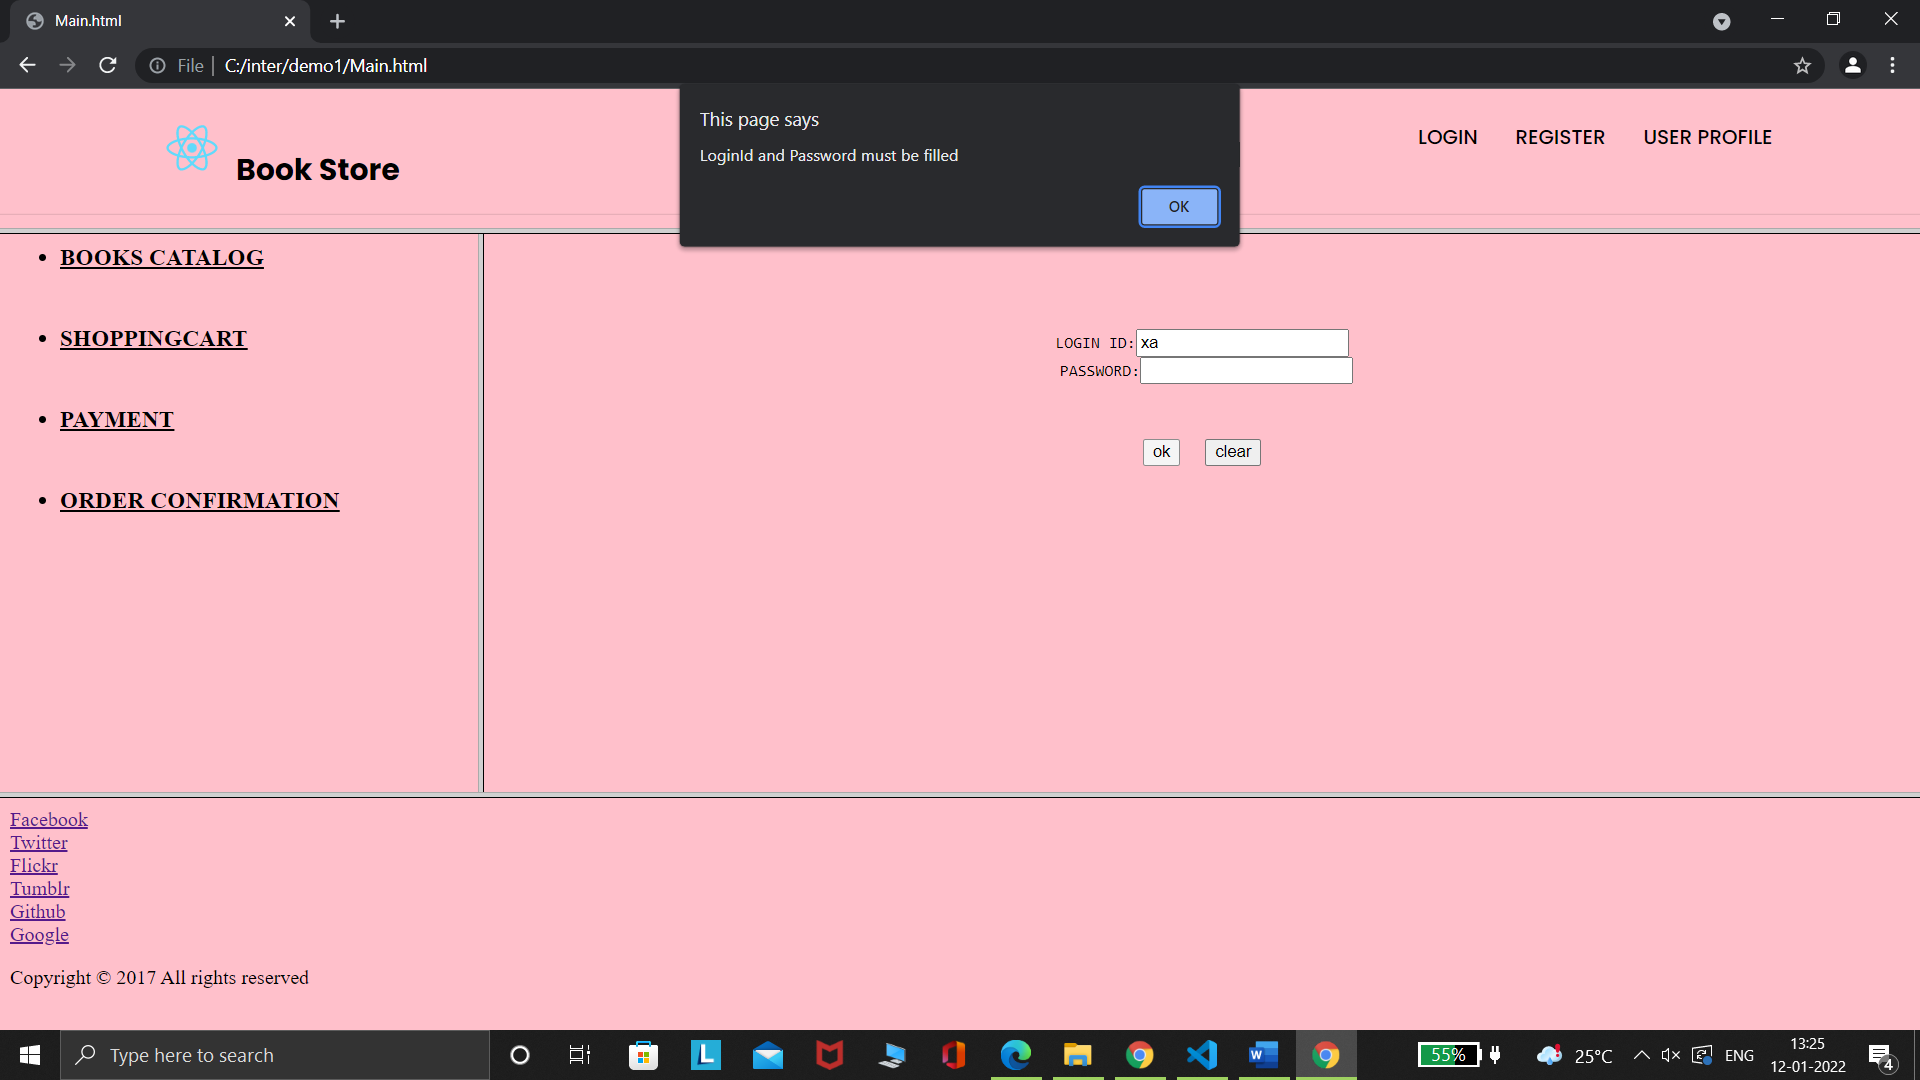 Main.html
File
C:/inter/demo1/Main.html
This page says
LoginId and Password must be filled
OK
Book Store
LOGIN REGISTER USER PROFILE
BOOKS CATALOG
SHOPPINGCART
PAYMENT
ORDER CONFIRMATION
LOGIN ID: xa
PASSWORD:
ok clear
Facebook
Twitter
Flickr
Tumblr
Github
Google
Copyright © 2017 All rights reserved
Type here to search
L
W
55%
25°C
ENG
13:25
12-01-2022
4